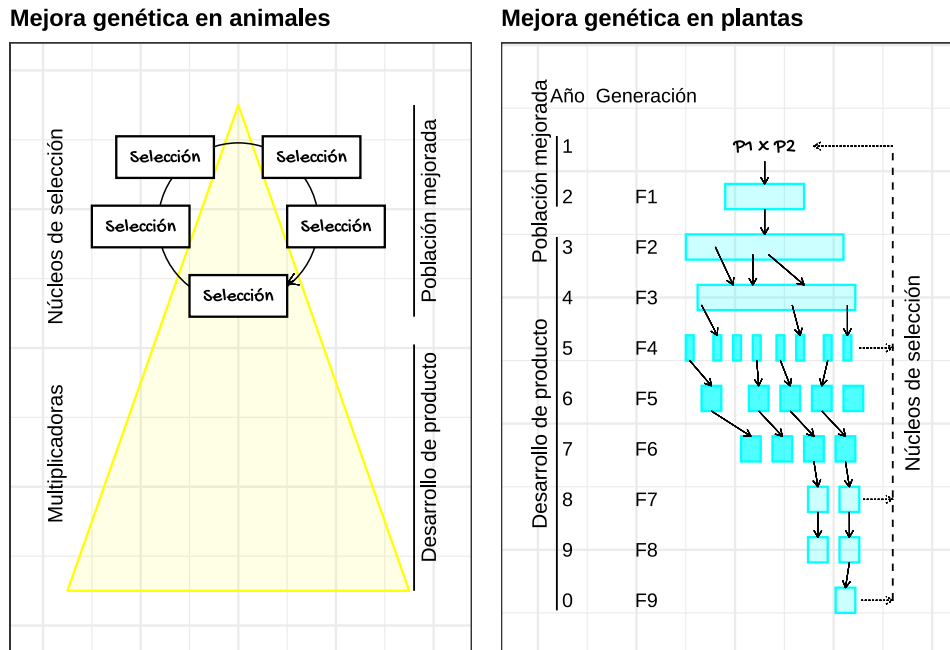 Mejora genética en animales
Núcleos de selección
Multiplicadoras
Selección
Selección
Selección
Selección
Selección
Población mejorada
Desarrollo de producto
Mejora genética en plantas
Población mejorada
Desarrollo de producto
Año Generación
1 P1 X P2
2 F1
3 F2
4 F3
5 F4
6 F5
7 F6
8 F7
9 F8
0 F9
Núcleos de selección